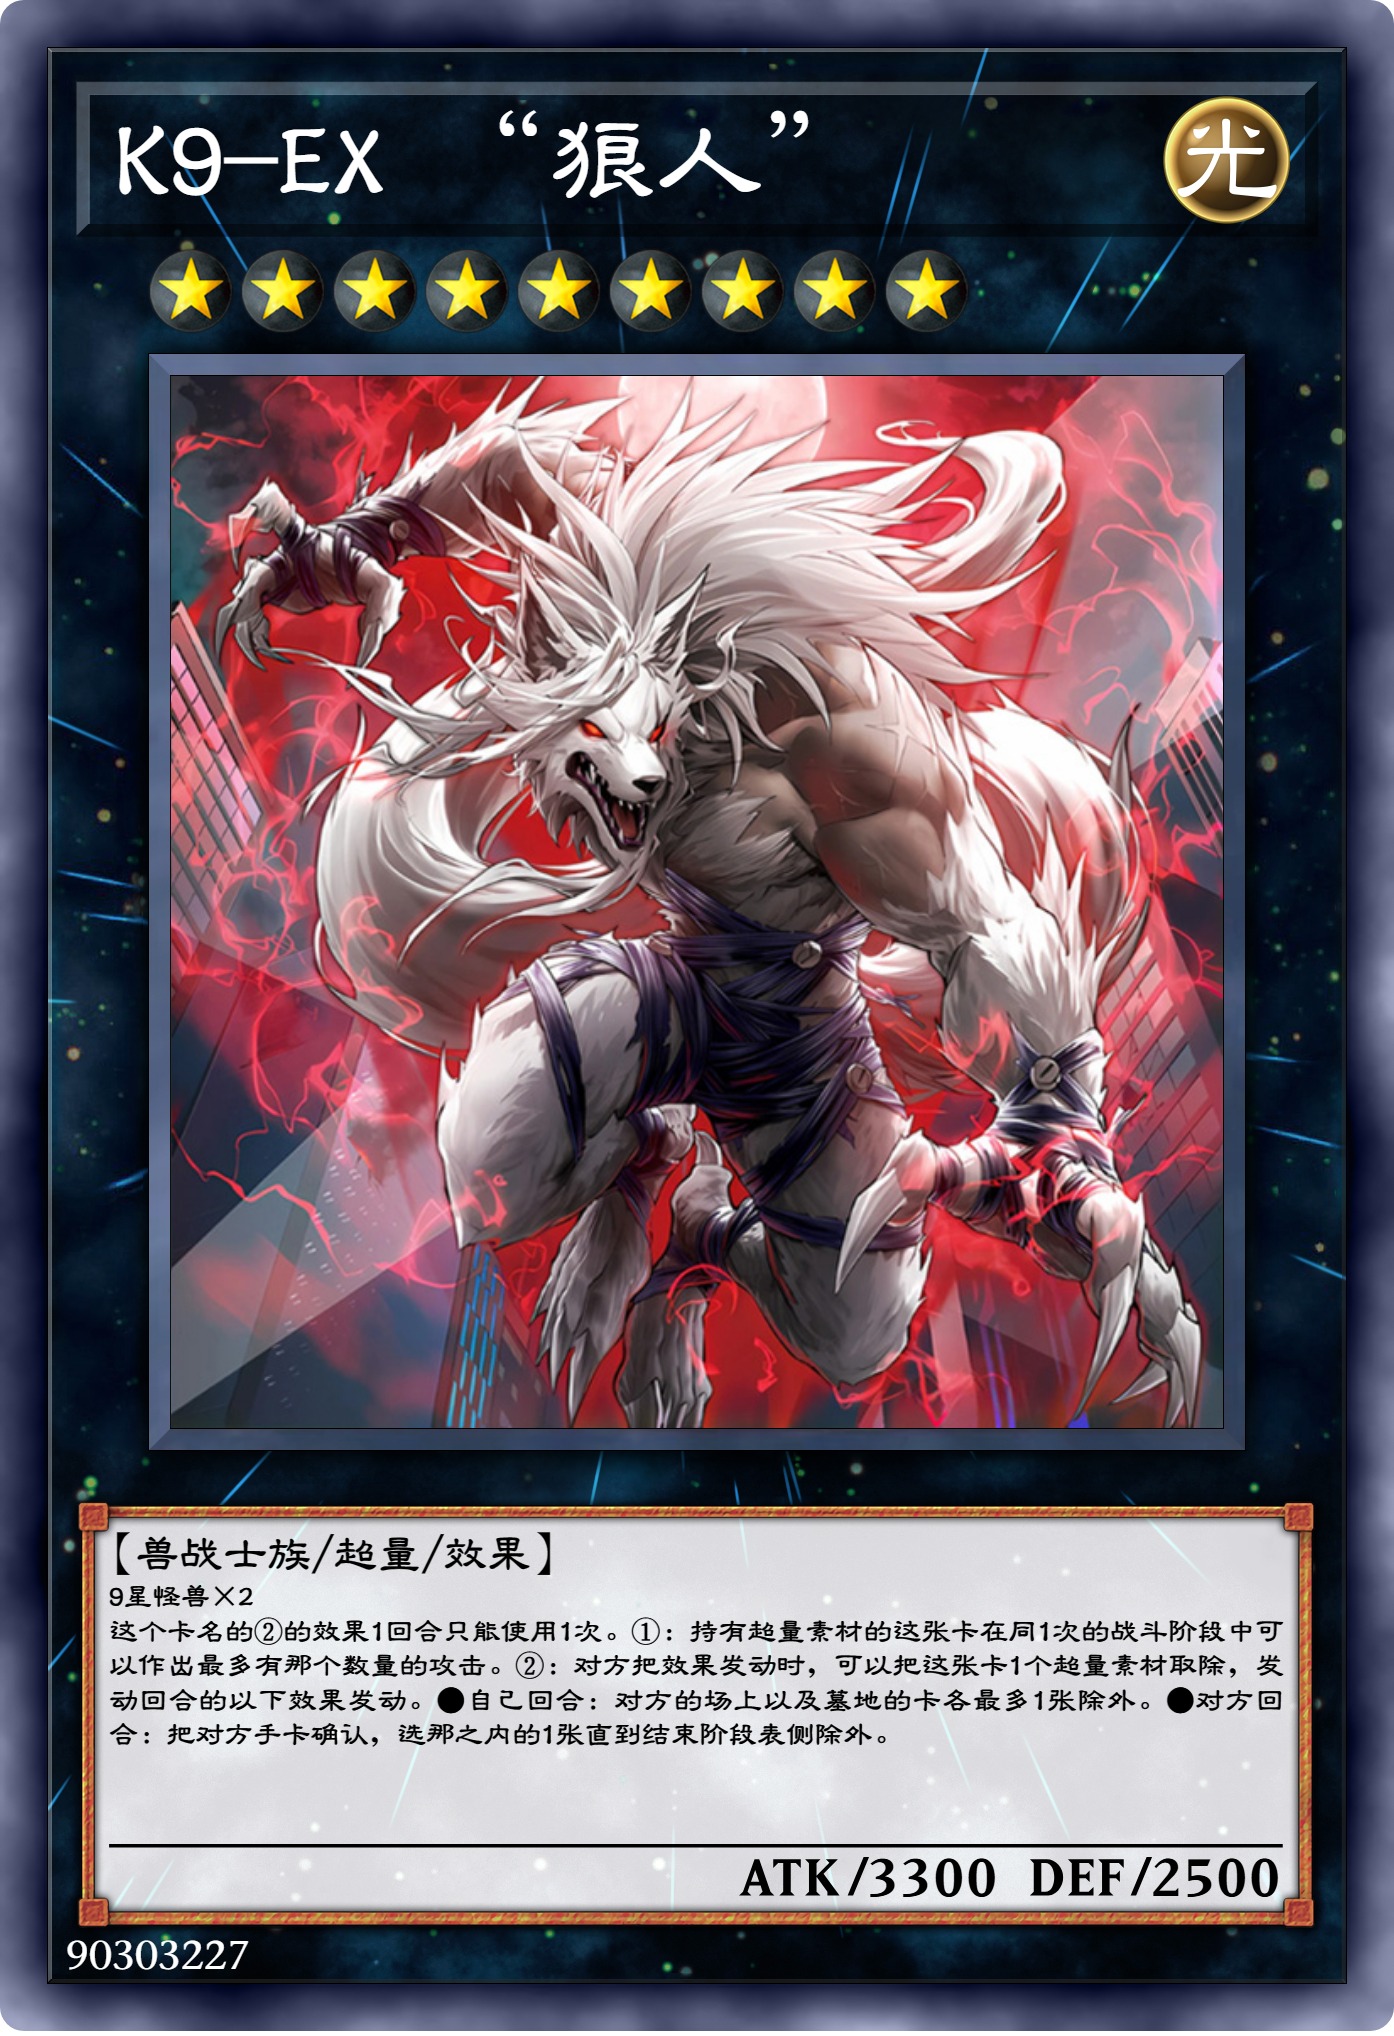 K9-EX “狼人”
光
【兽战士族/超量/效果】
9星怪兽×2
这个卡名的②的效果1回合只能使用1次。①：持有超量素材的这张卡在同1次的战斗阶段中可
以作出最多有那个数量的攻击。②：对方把效果发动时，可以把这张卡1个超量素材取除，发
动回合的以下效果发动。●自己回合：对方的场上以及墓地的卡各最多1张除外。●对方回
合：把对方手卡确认，选那之内的1张直到结束阶段表侧除外。
ATK/3300 DEF/2500
90303227